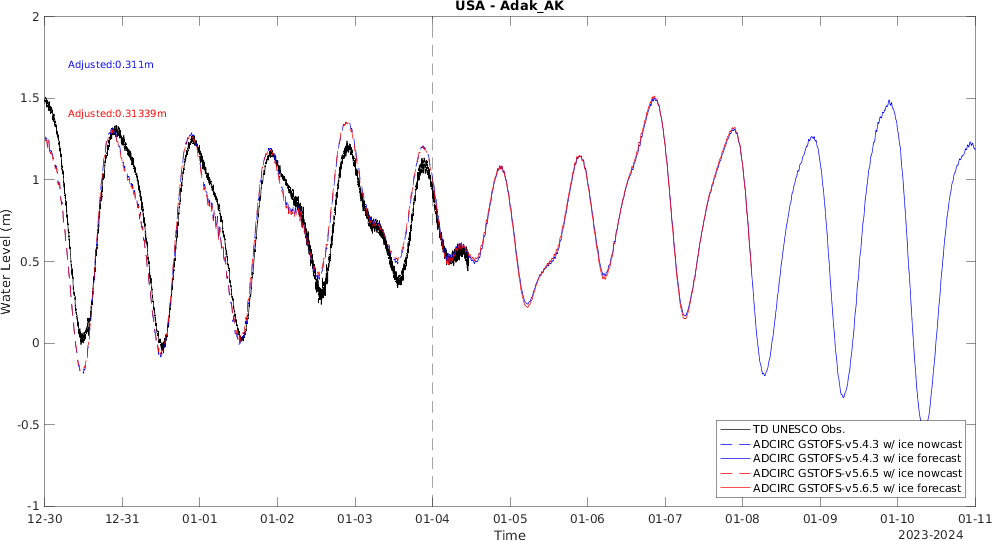 USA - Adak_AK
2
Adjusted:0.311m
1.5
Adjusted:0.31339m
1
0.5
0
-0.5
-1
Water Level (m)
TD UNESCO Obs.
ADCIRC GSTOFS-v5.4.3 w/ ice nowcast
ADCIRC GSTOFS-v5.4.3 w/ ice forecast
ADCIRC GSTOFS-v5.6.5 w/ ice nowcast
ADCIRC GSTOFS-v5.6.5 w/ ice forecast
12-30 12-31 01-01 01-02 01-03 01-04 01-05 01-06 01-07 01-08 01-09 01-10 01-11
Time
2023-2024